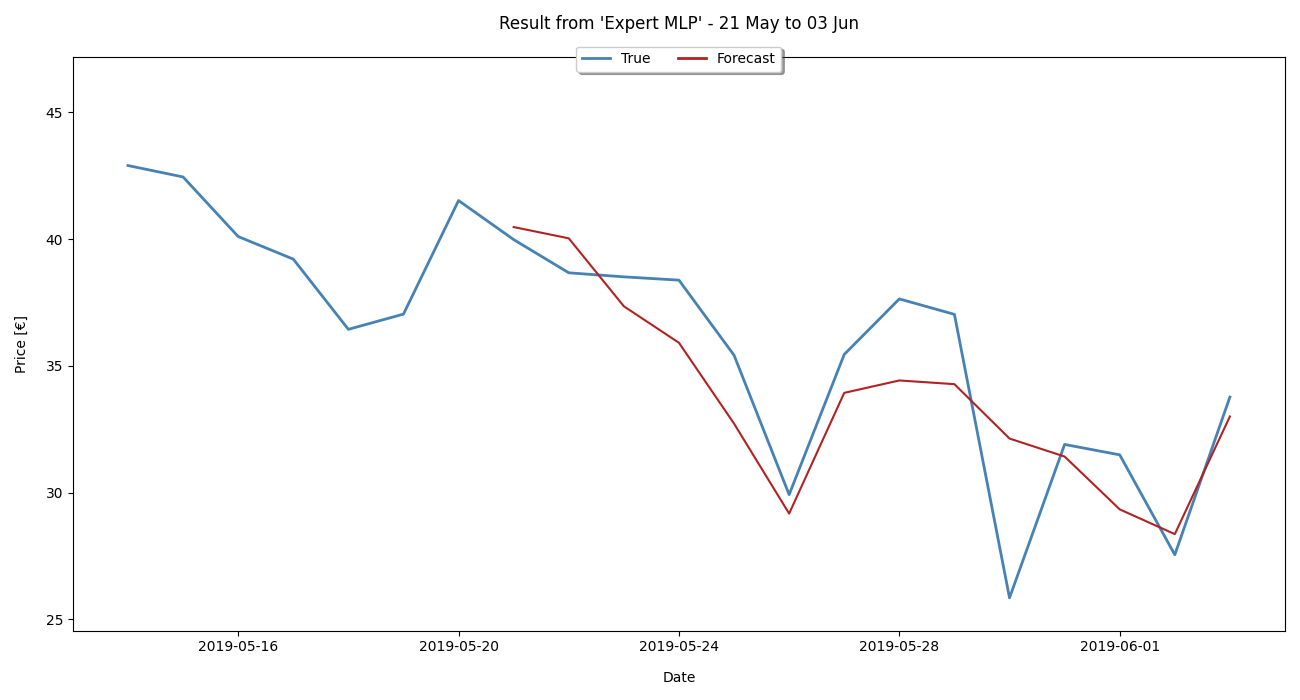 Result from 'Expert MLP' - 21 May to 03 Jun
True Forecast
45
40
35
30
25
Price [€]
2019-05-16 2019-05-20 2019-05-24 2019-05-28 2019-06-01
Date